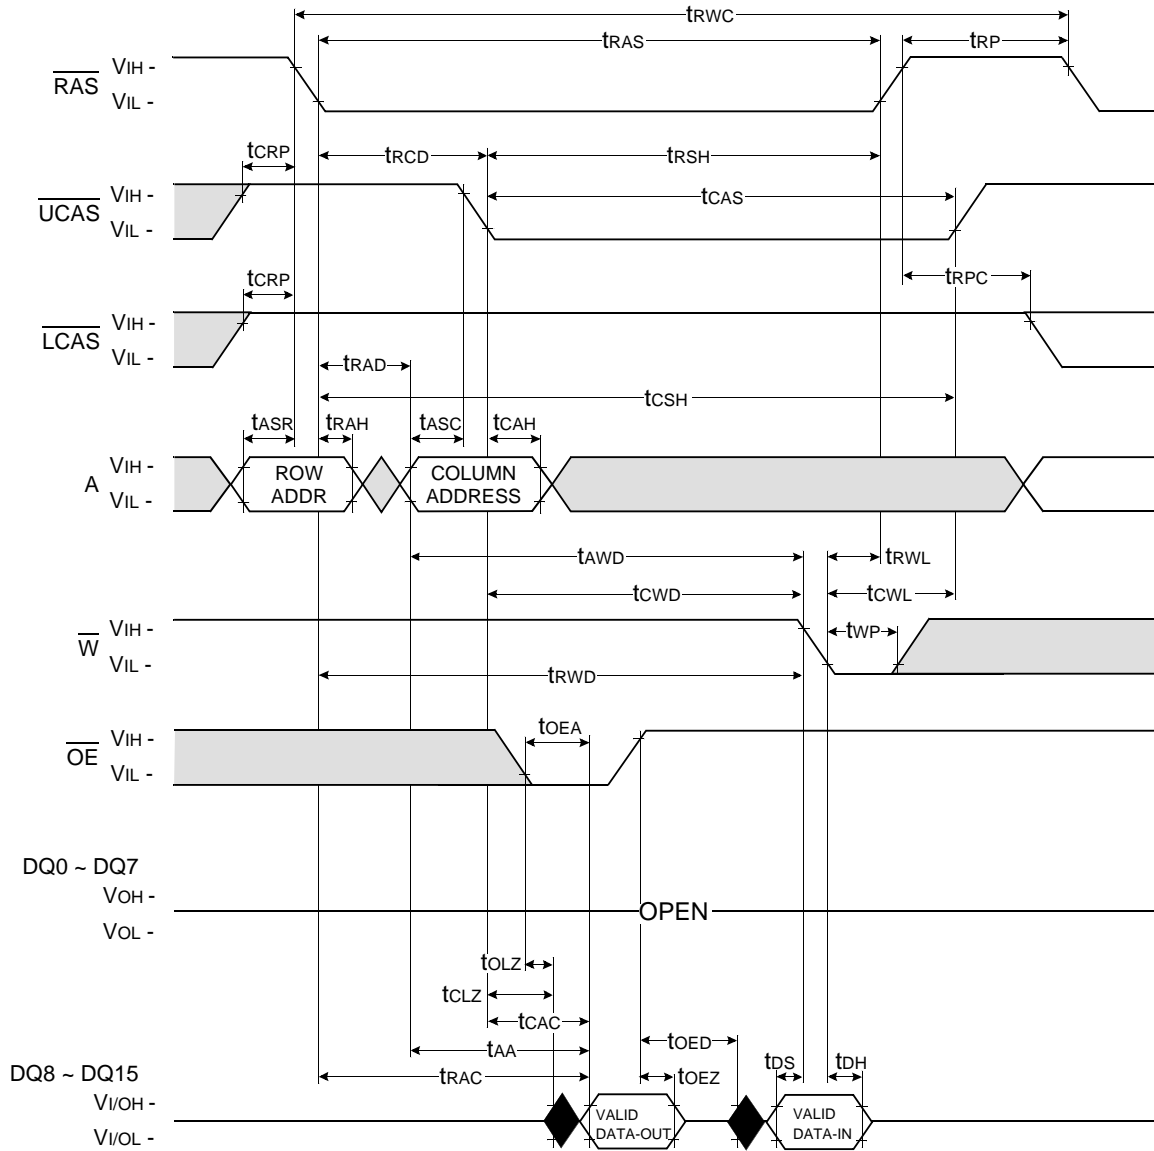 tRWC
tRAS
tRP
RAS
VIH -
VIL -
tCRP
tRCD
tRSH
UCAS
VIH -
VIL -
tCAS
tCRP
tRPC
LCAS
VIH -
VIL -
tRAD
tCSH
tASR
tRAH
tASC
tCAH
A
VIH -
VIL -
ROW
ADDR
COLUMN
ADDRESS
tAWD
tRWL
tCWD
tCWL
W
VIH -
VIL -
tWP
tRWD
OE
VIH -
VIL -
tOEA
DQ0 ~ DQ7
VOH -
VOL -
OPEN
tOLZ
tCLZ
tCAC
tOED
tAA
tDS
tDH
DQ8 ~ DQ15
tRAC
tOEZ
VI/OH -
VI/OL -
VALID
DATA-OUT
VALID
DATA-IN